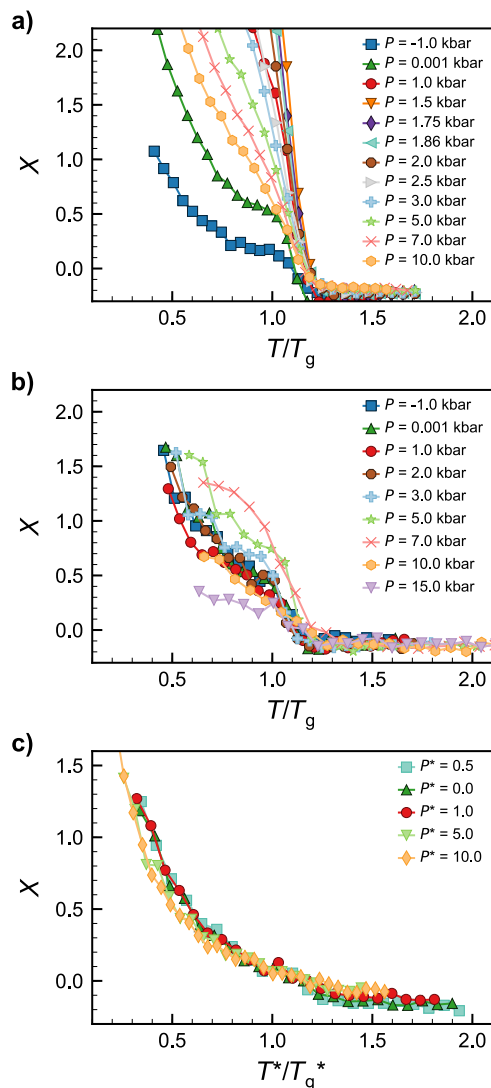 a)
P = -1.0 kbar
P = 0.001 kbar
P = 1.0 kbar
P = 1.5 kbar
P = 1.75 kbar
P = 1.86 kbar
P = 2.0 kbar
P = 2.5 kbar
P = 3.0 kbar
P = 5.0 kbar
P = 7.0 kbar
P = 10.0 kbar
2.0
1.5
1.0
0.5
0.0
X
0.5 1.0 1.5 2.0
T/Tg
b)
P = -1.0 kbar
P = 0.001 kbar
P = 1.0 kbar
P = 2.0 kbar
P = 3.0 kbar
P = 5.0 kbar
P = 7.0 kbar
P = 10.0 kbar
P = 15.0 kbar
2.0
1.5
1.0
0.5
0.0
X
0.5 1.0 1.5 2.0
T/Tg
c)
P* = 0.5
P* = 0.0
P* = 1.0
P* = 5.0
P* = 10.0
1.5
1.0
0.5
0.0
X
0.5 1.0 1.5 2.0
T*/Tg*